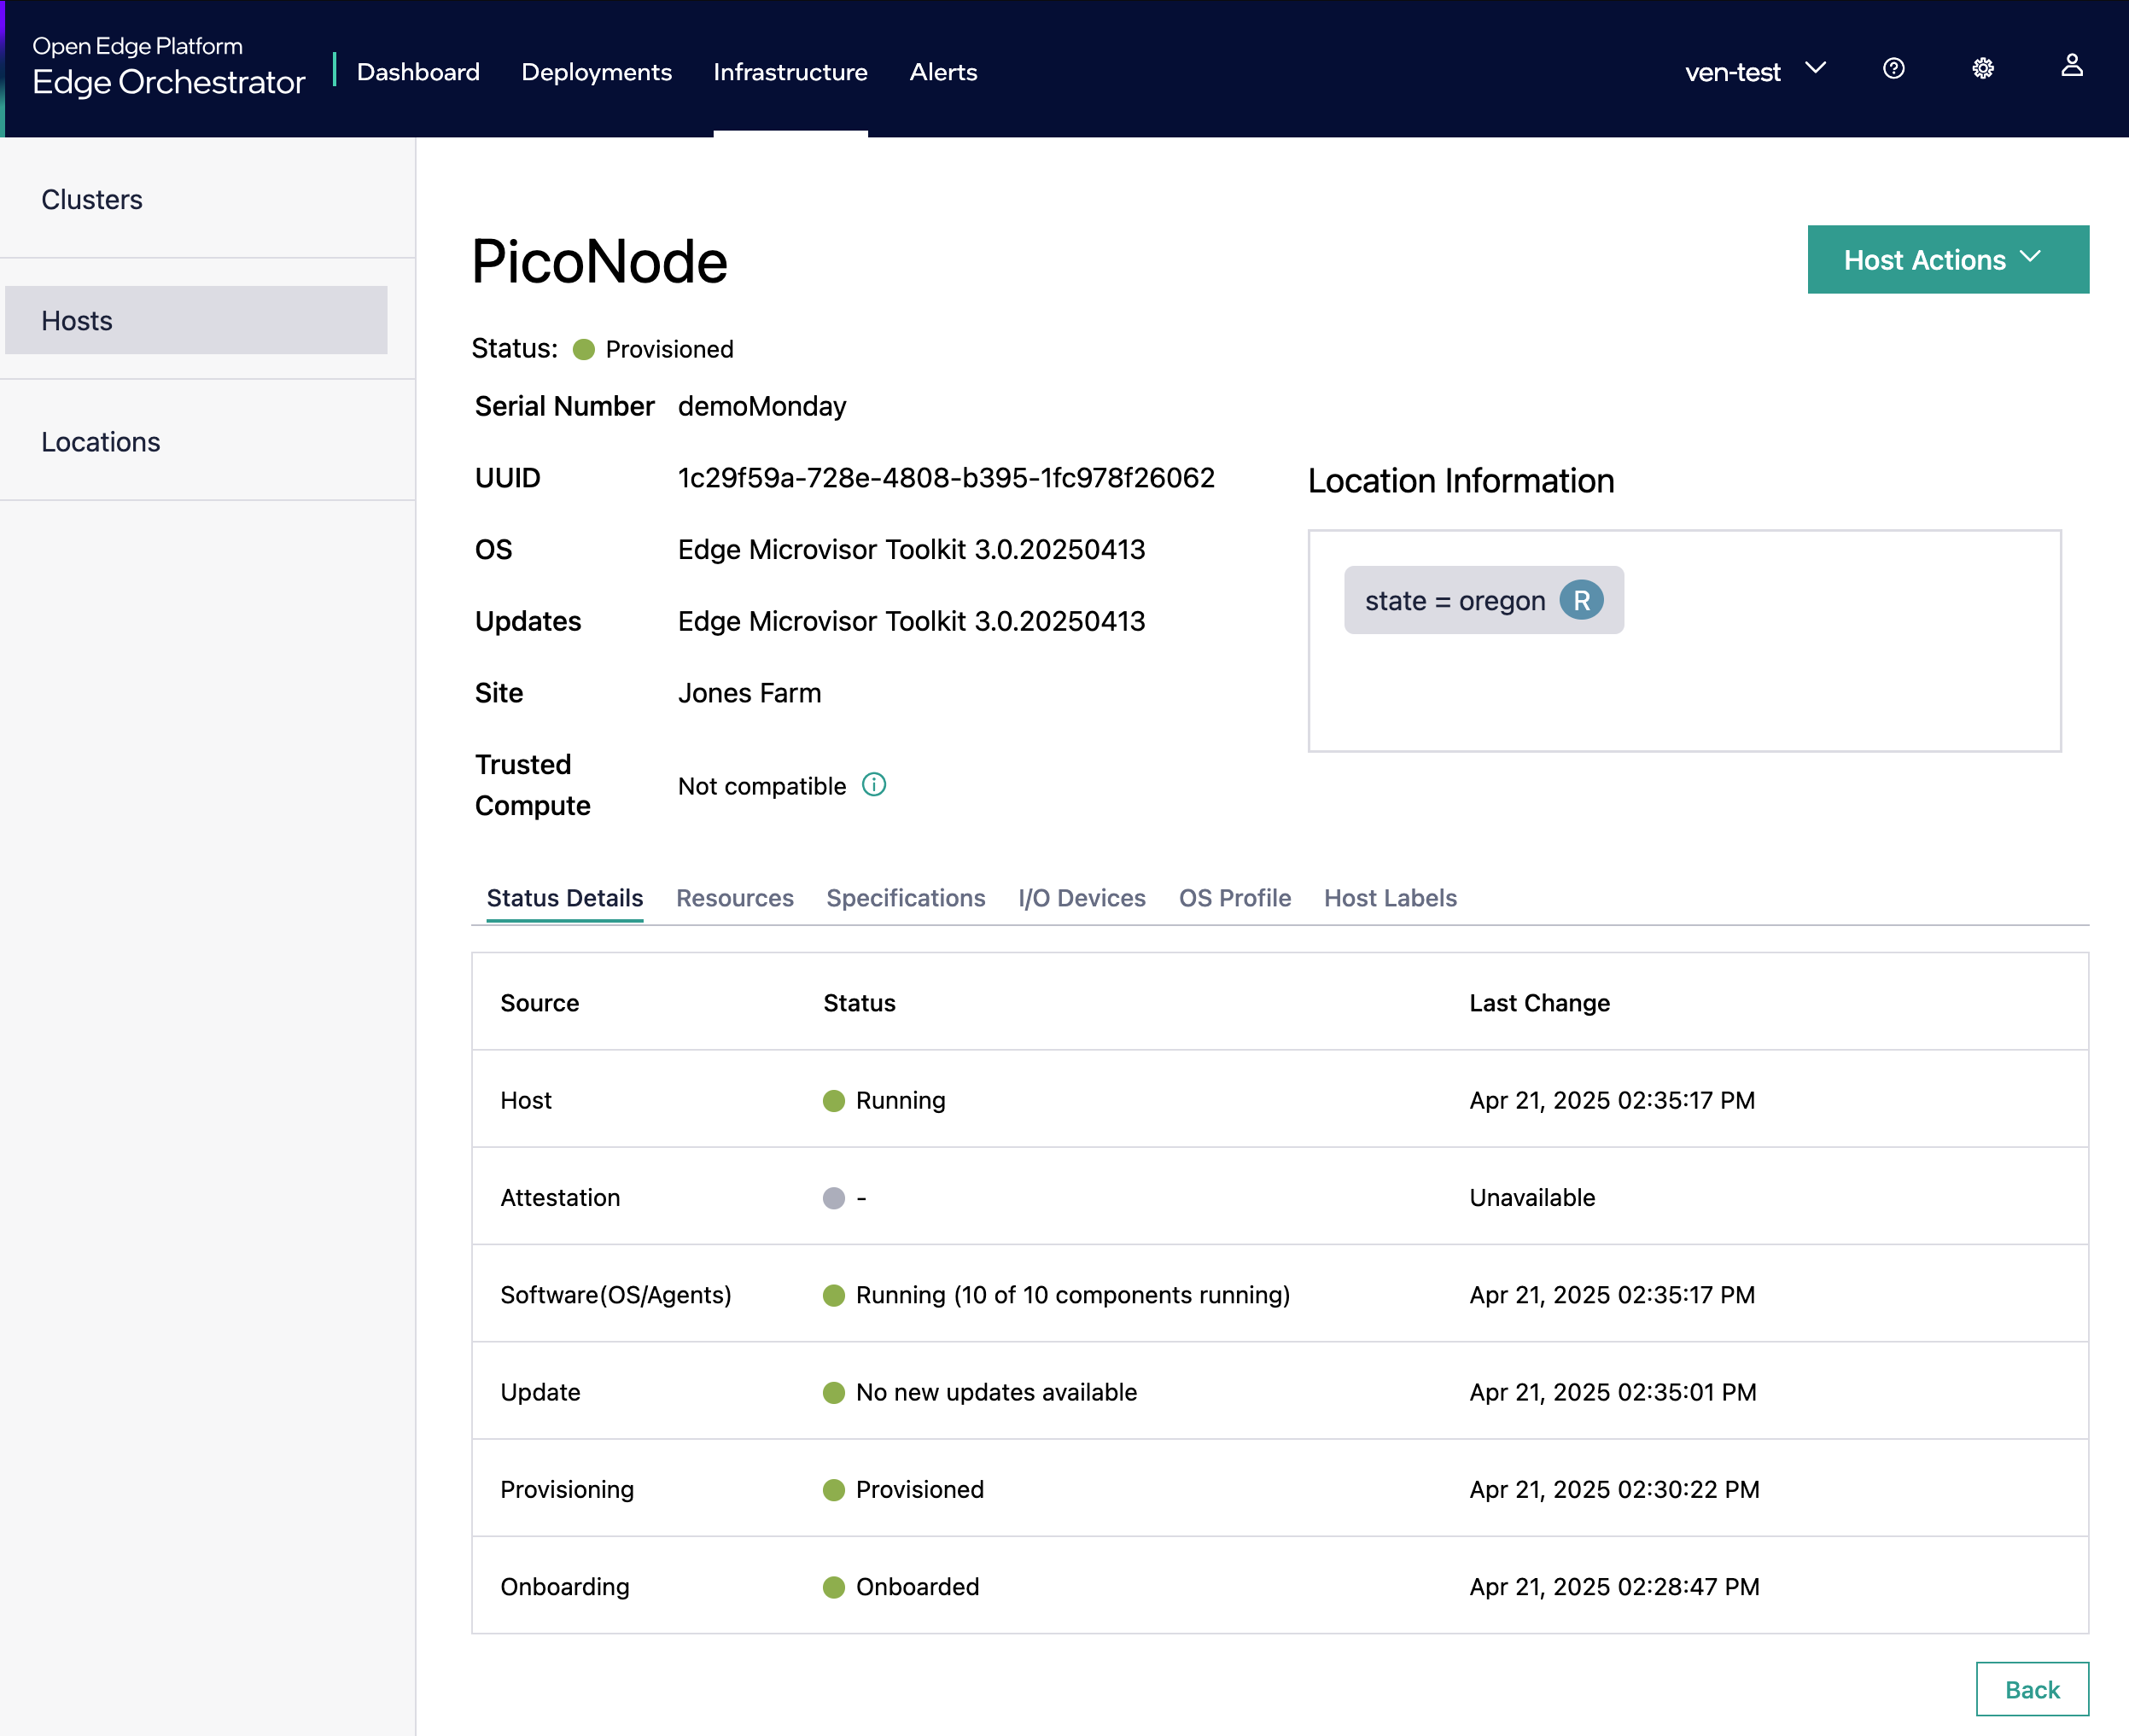 Open Edge Platform
Edge Orchestrator
Dashboard Deployments Infrastructure Alerts
ven-test
Clusters
Hosts
Locations
PicoNode
Host Actions
Status: Provisioned
Serial Number demoMonday
UUID 1c29f59a-728e-4808-b395-1fc978f26062
OS Edge Microvisor Toolkit 3.0.20250413
Updates Edge Microvisor Toolkit 3.0.20250413
Site Jones Farm
Trusted
Compute
Not compatible
Location Information
state = oregon R
Status Details Resources Specifications I/O Devices OS Profile Host Labels
Source Status Last Change
Host Running Apr 21, 2025 02:35:17 PM
Attestation - Unavailable
Software(OS/Agents) Running (10 of 10 components running) Apr 21, 2025 02:35:17 PM
Update No new updates available Apr 21, 2025 02:35:01 PM
Provisioning Provisioned Apr 21, 2025 02:30:22 PM
Onboarding Onboarded Apr 21, 2025 02:28:47 PM
Back